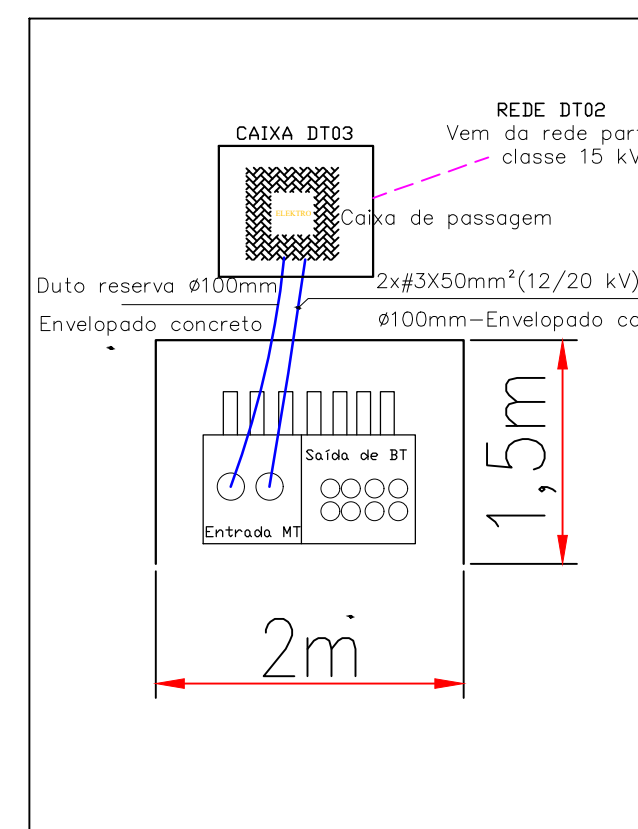 REDE DT02
CAIXA DT03
Vem da rede part
classe 15 kV
ELEKTRO
Caixa de passagem
Duto reserva Ø100mm
2x#3X50mm²(12/20 kV)
Envelopado concreto
Ø100mm-Envelopado co
Saída de BT
Entrada MT
1,5m
2m